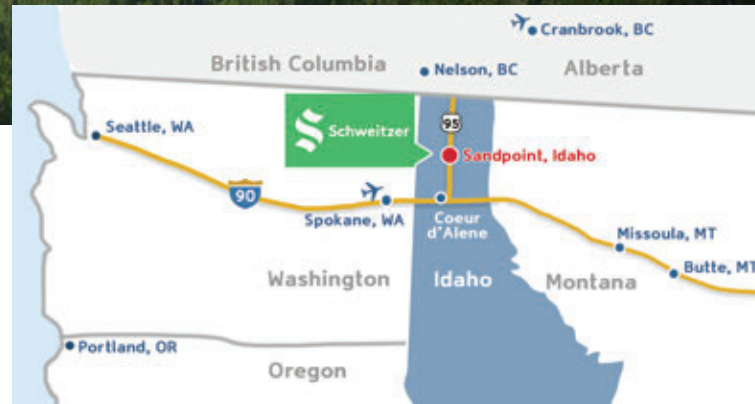 Cranbrook, BC
British Columbia
Nelson, BC
Alberta
Seattle, WA
Schweitzer
95
Sandpoint, Idaho
90
Spokane, WA
Coeur
d'Alene
Missoula, MT
Butte, MT
Washington
Idaho
Montana
Portland, OR
Oregon